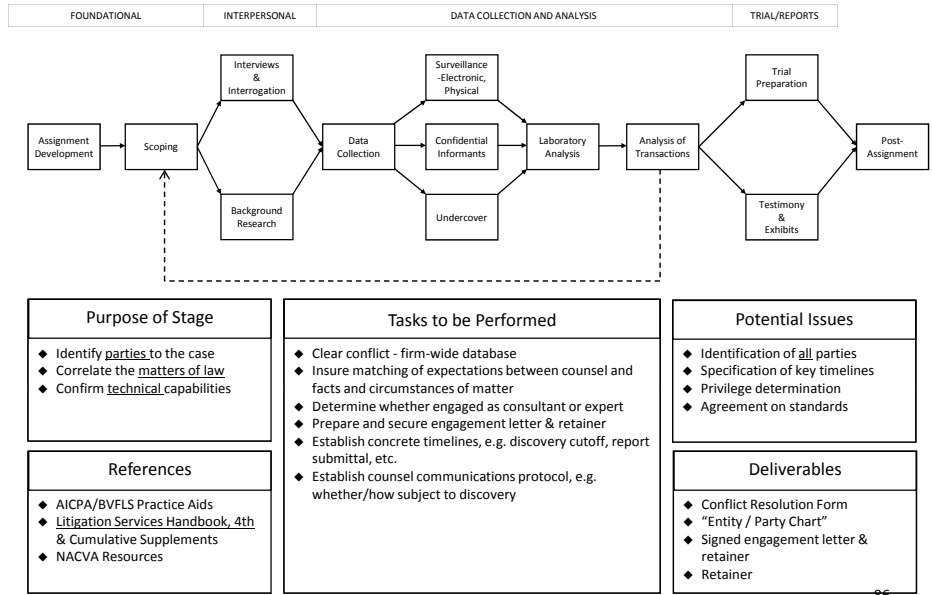 FOUNDATIONAL
INTERPERSONAL
DATA COLLECTION AND ANALYSIS
TRIAL/REPORTS
Interviews
&
Interrogation
Surveillance
-Electronic,
Physical
Trial
Preparation
Assignment
Development
Scoping
Data
Collection
Confidential
Informants
Laboratory
Analysis
Analysis of
Transactions
Post-
Assignment
Background
Research
Undercover
Testimony
&
Exhibits
Purpose of Stage
◆ Identify parties to the case
◆ Correlate the matters of law
◆ Confirm technical capabilities
References
◆ AICPA/BVFLS Practice Aids
◆ Litigation Services Handbook, 4th
& Cumulative Supplements
◆ NACVA Resources
Tasks to be Performed
◆ Clear conflict - firm-wide database
◆ Insure matching of expectations between counsel and
facts and circumstances of matter
◆ Determine whether engaged as consultant or expert
◆ Prepare and secure engagement letter & retainer
◆ Establish concrete timelines, e.g. discovery cutoff, report
submittal, etc.
◆ Establish counsel communications protocol, e.g.
whether/how subject to discovery
Potential Issues
◆ Identification of all parties
◆ Specification of key timelines
◆ Privilege determination
◆ Agreement on standards
Deliverables
◆ Conflict Resolution Form
◆ “Entity / Party Chart”
◆ Signed engagement letter &
retainer
◆ Retainer